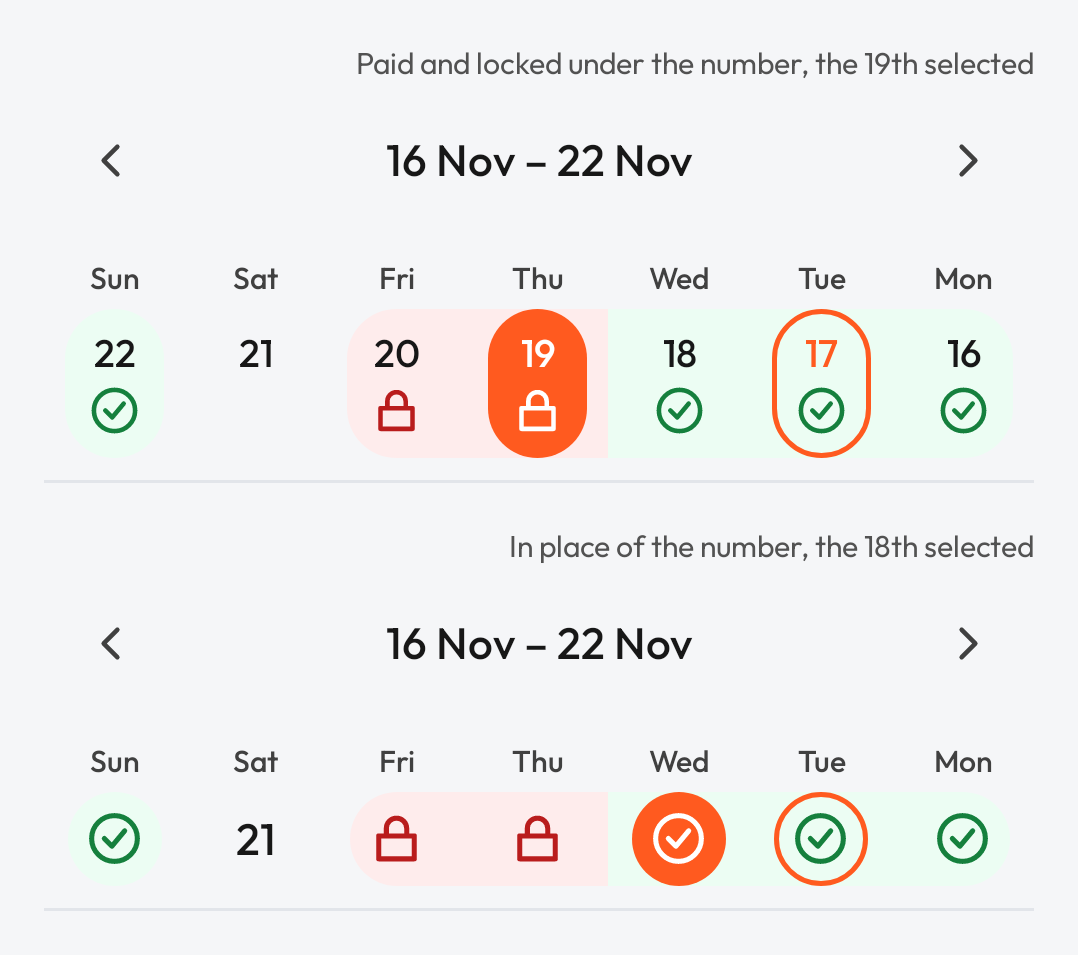 Paid and locked under the number, the 19th selected
16 Nov – 22 Nov
Sun Sat Fri Thu Wed Tue Mon
22 21 20 19 18 17 16
In place of the number, the 18th selected
16 Nov – 22 Nov
Sun Sat Fri Thu Wed Tue Mon
21